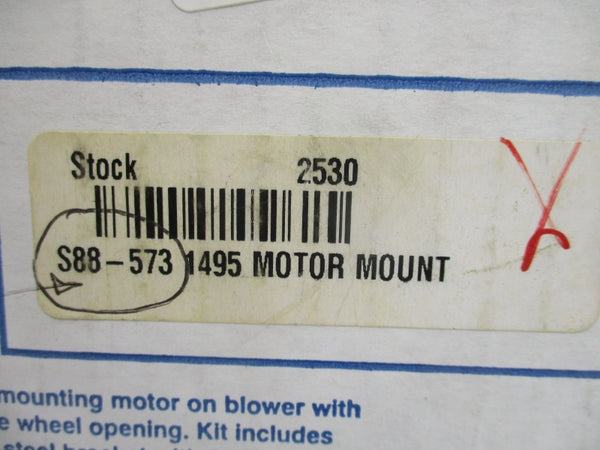 Stock 2530
S88-573 1495 MOTOR MOUNT
mounting motor on blower with
wheel opening. Kit includes